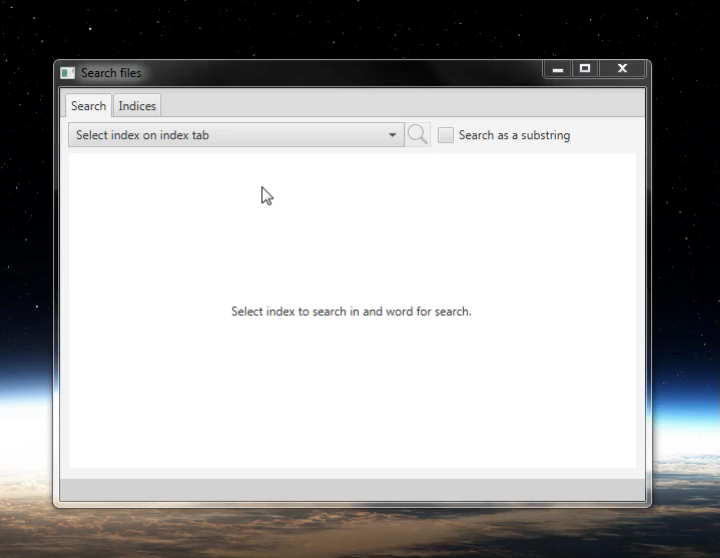 Search files
Search Indices
Select index on index tab Search as a substring
Select index to search in and word for search.